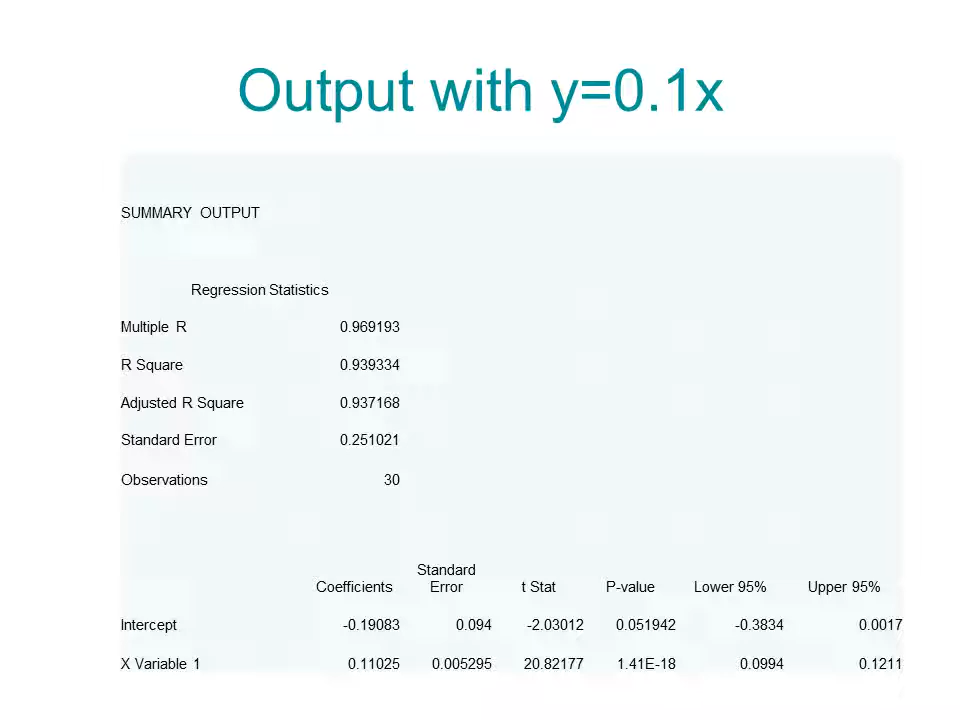 Output with y=0.1x
SUMMARY OUTPUT
Regression Statistics
Multiple R 0.969193
R Square 0.939334
Adjusted R Square 0.937168
Standard Error 0.251021
Observations 30
Coefficients Standard Error t Stat P-value Lower 95% Upper 95%
Intercept -0.19083 0.094 -2.03012 0.051942 -0.3834 0.0017
X Variable 1 0.11025 0.005295 20.82177 1.41E-18 0.0994 0.1211